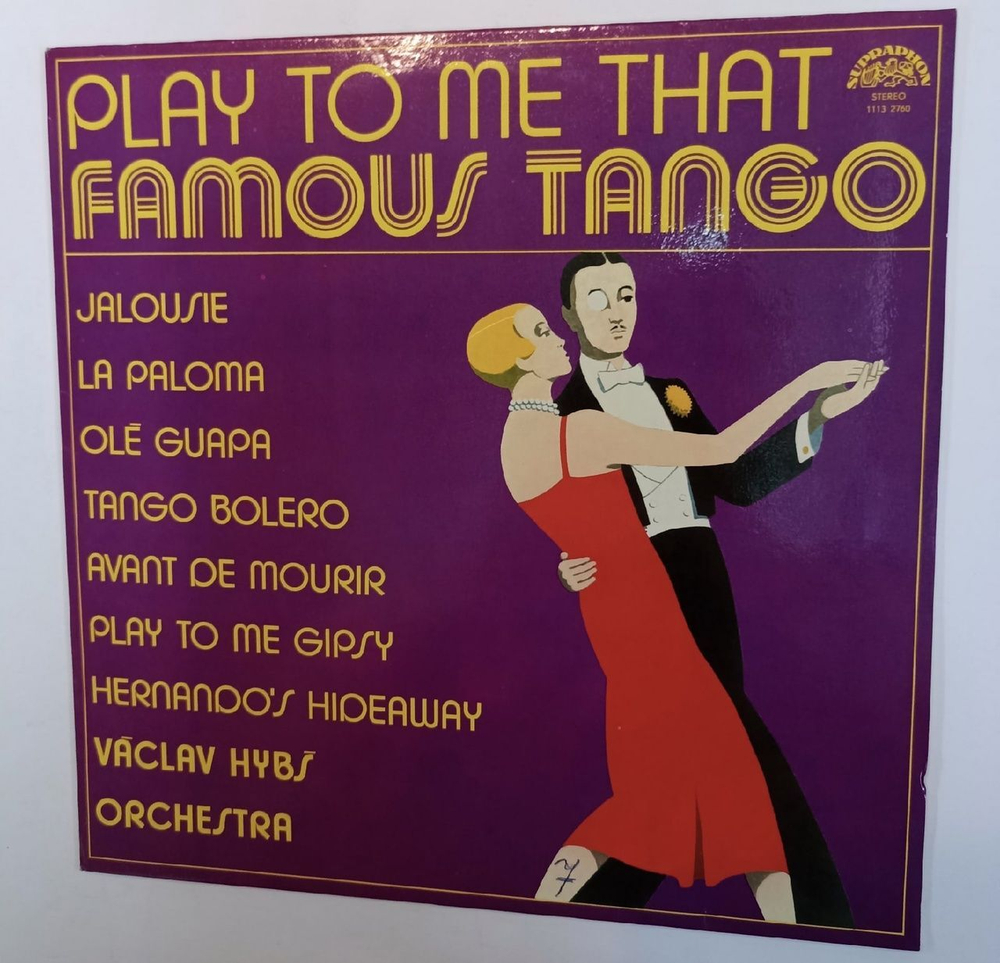 PLAY TO ME THAT
FAMOUS TANGO
SUPRAPHON
STEREO
1113 2760
JALOUSIE
LA PALOMA
OLÉ GUAPA
TANGO BOLERO
AVANT DE MOURIR
PLAY TO ME GIPSY
HERNANDO'S HIDEAWAY
VÁCLAV HYBŠ
ORCHESTRA
7